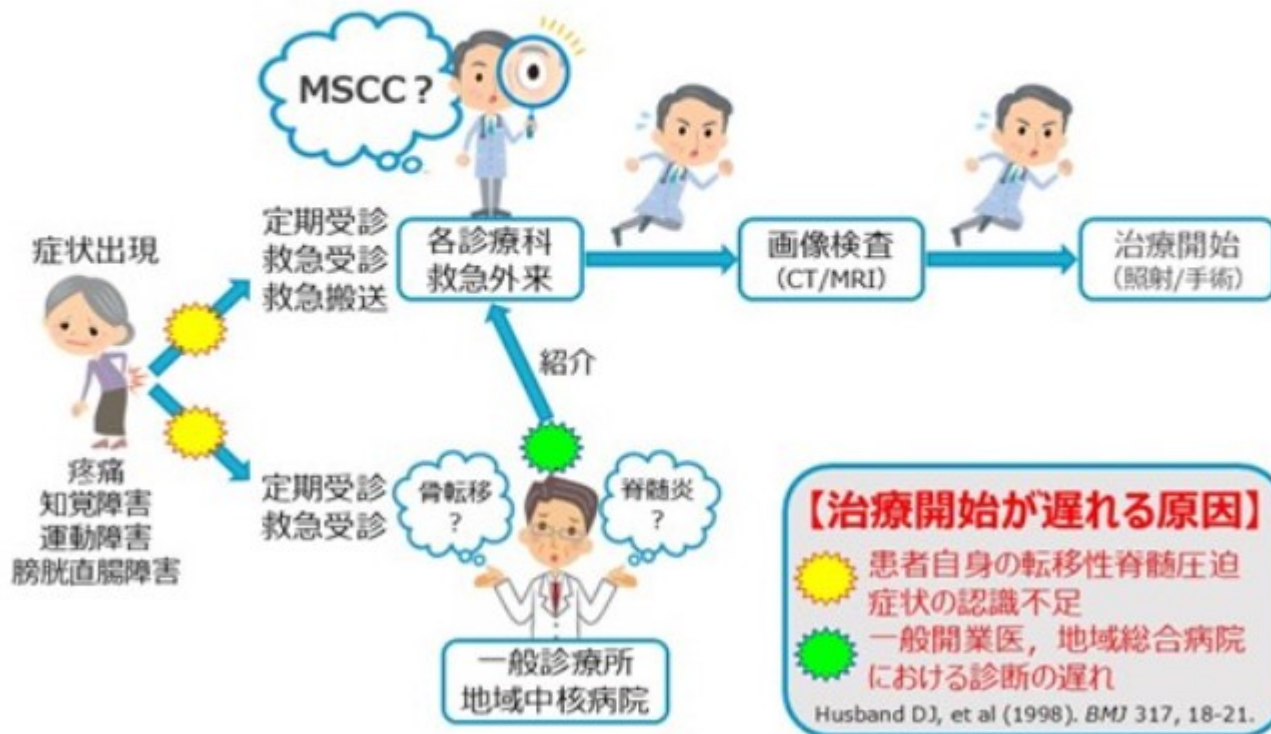 MSCC？
症状出現
疼痛
知覚障害
運動障害
膀胱直腸障害
定期受診
救急受診
救急搬送
各診療科
救急外来
画像検査
（CT/MRI）
治療開始
（照射/手術）
紹介
定期受診
救急受診
骨転移
？
脊髄炎
？
一般診療所
地域中核病院
【治療開始が遅れる原因】
患者自身の転移性脊髄圧迫
症状の認識不足
一般開業医，地域総合病院
における診断の遅れ
Husband DJ, et al (1998). BMJ 317, 18-21.